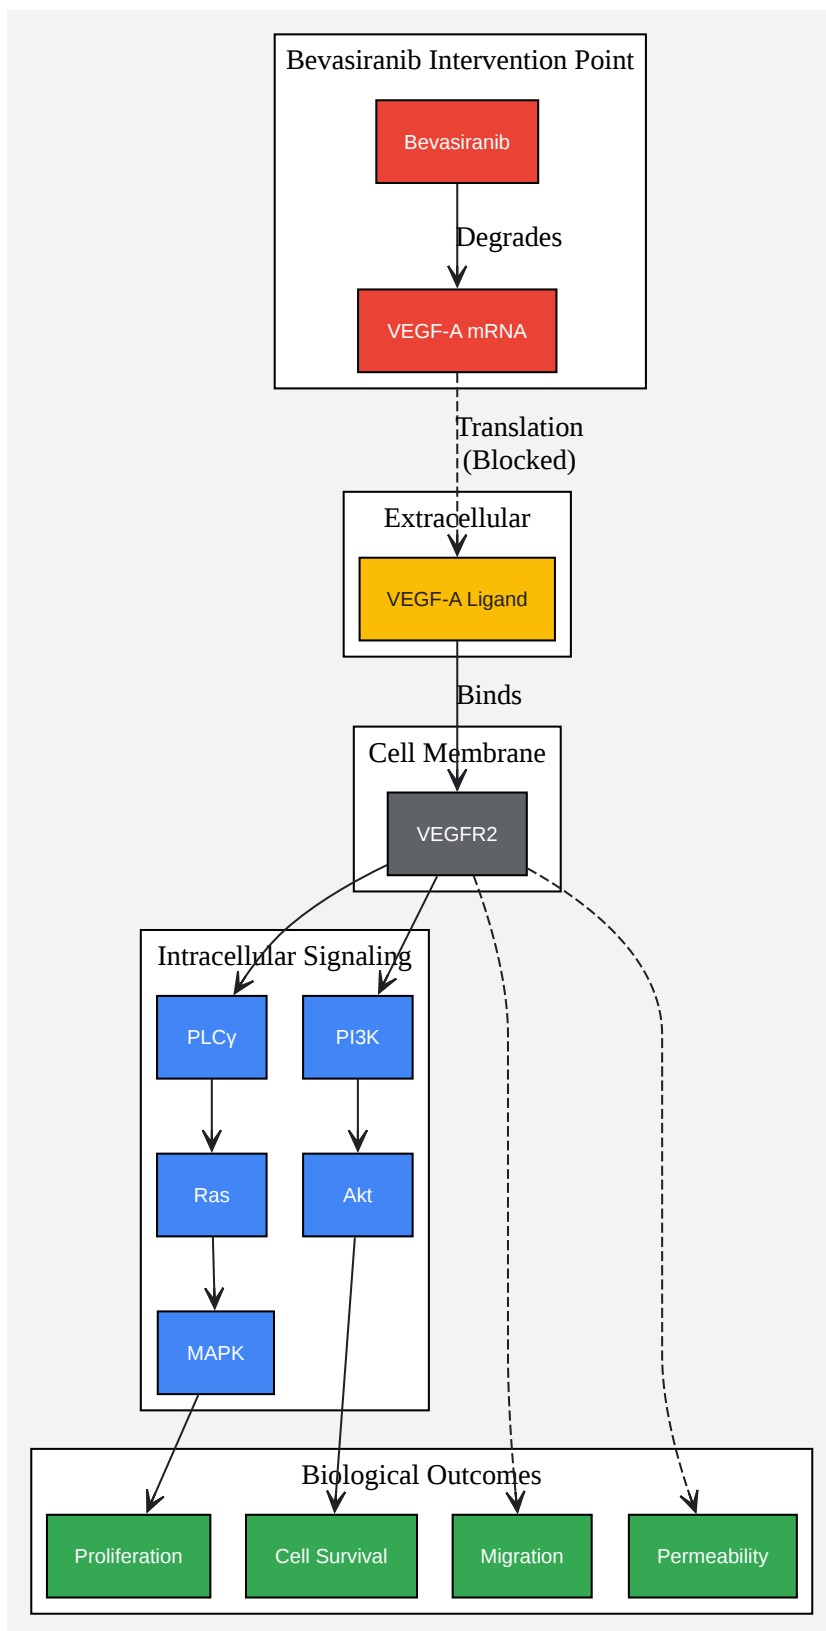 Bevasiranib Intervention Point
Bevasiranib
Degrades
VEGF-A mRNA
Translation
(Blocked)
Extracellular
VEGF-A Ligand
Binds
Cell Membrane
VEGFR2
Intracellular Signaling
PLCγ
PI3K
Ras
Akt
MAPK
Biological Outcomes
Proliferation
Cell Survival
Migration
Permeability